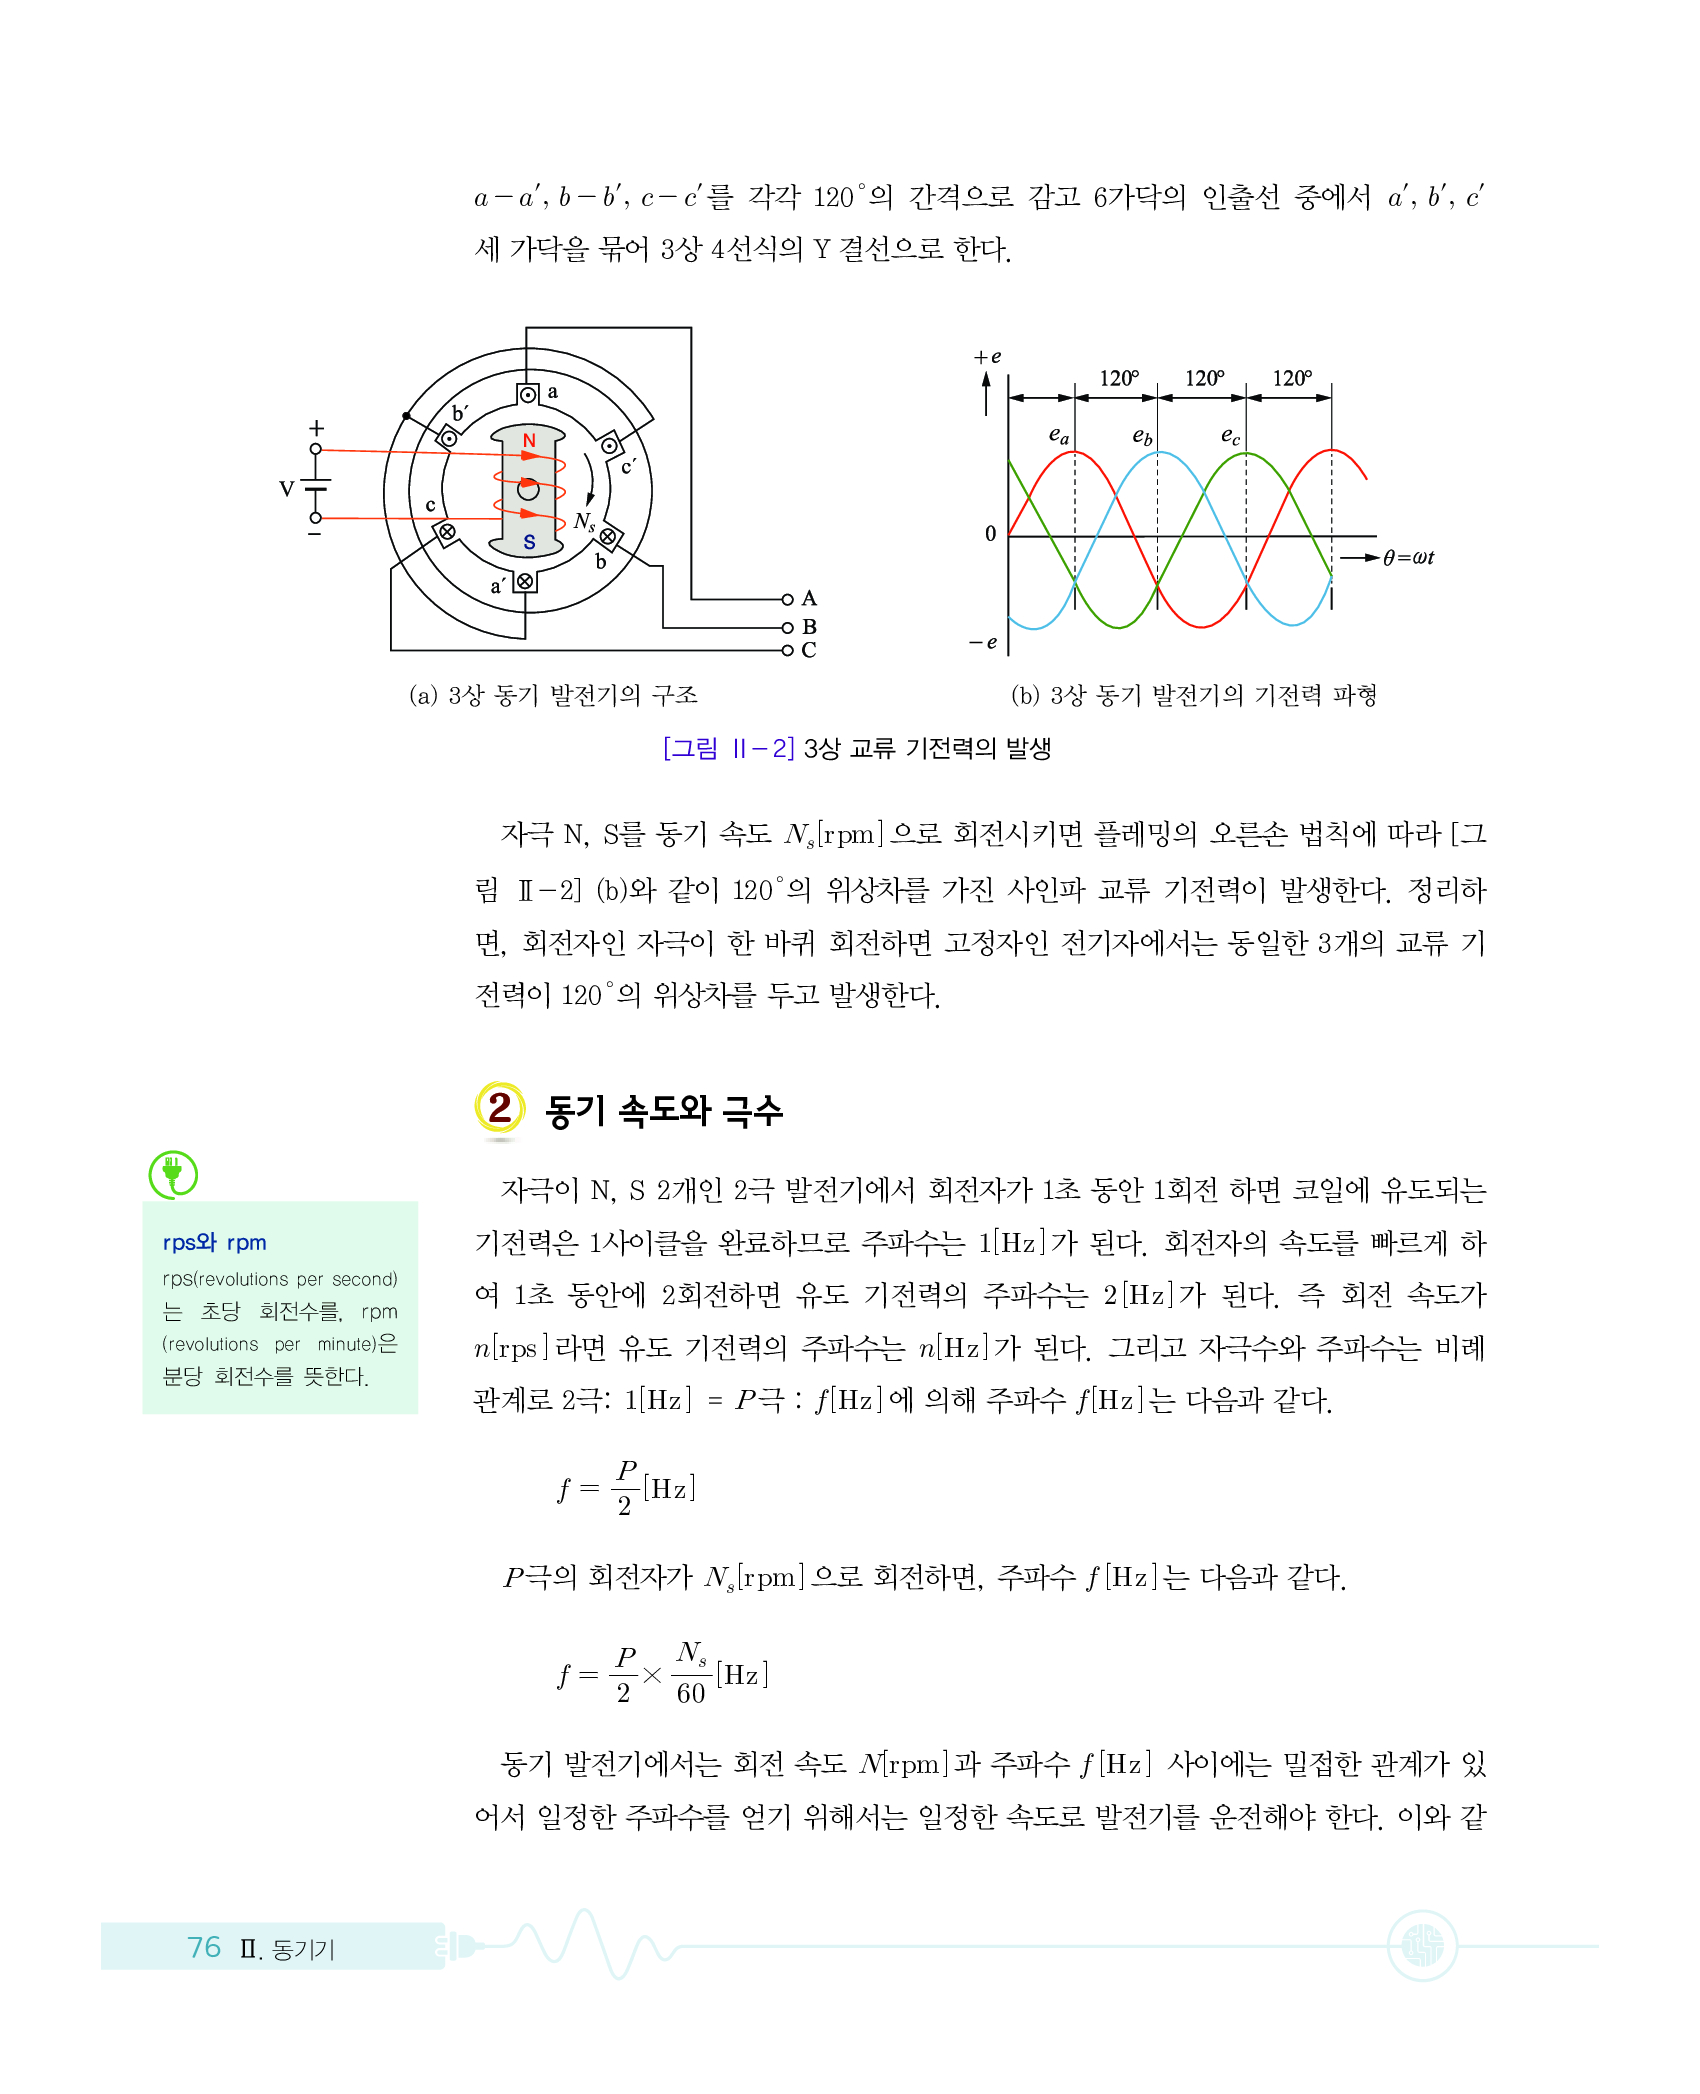 a − a′, b − b′, c − c′를 각각 120°의 간격으로 감고 6가닥의 인출선 중에서 a′, b′, c′
세 가닥을 묶어 3상 4선식의 Y 결선으로 한다.
a
b′
c′
N
+
V
−
c
Ns
S
b
a′
A
B
C
+e
120° 120° 120°
ea eb ec
0
θ=ωt
−e
(a) 3상 동기 발전기의 구조
(b) 3상 동기 발전기의 기전력 파형
[그림 Ⅱ−2] 3상 교류 기전력의 발생
자극 N, S를 동기 속도 Ns[rpm]으로 회전시키면 플레밍의 오른손 법칙에 따라 [그
림 Ⅱ−2] (b)와 같이 120°의 위상차를 가진 사인파 교류 기전력이 발생한다. 정리하
면, 회전자인 자극이 한 바퀴 회전하면 고정자인 전기자에서는 동일한 3개의 교류 기
전력이 120°의 위상차를 두고 발생한다.
2 동기 속도와 극수
자극이 N, S 2개인 2극 발전기에서 회전자가 1초 동안 1회전 하면 코일에 유도되는
기전력은 1사이클을 완료하므로 주파수는 1[Hz]가 된다. 회전자의 속도를 빠르게 하
여 1초 동안에 2회전하면 유도 기전력의 주파수는 2[Hz]가 된다. 즉 회전 속도가
n[rps]라면 유도 기전력의 주파수는 n[Hz]가 된다. 그리고 자극수와 주파수는 비례
관계로 2극: 1[Hz] = P극 : f[Hz]에 의해 주파수 f[Hz]는 다음과 같다.
rps와 rpm
rps(revolutions per second)
는 초당 회전수를, rpm
(revolutions per minute)은
분당 회전수를 뜻한다.
f = P/2 [Hz]
P극의 회전자가 Ns[rpm]으로 회전하면, 주파수 f[Hz]는 다음과 같다.
f = P/2 × Ns/60 [Hz]
동기 발전기에서는 회전 속도 N[rpm]과 주파수 f[Hz] 사이에는 밀접한 관계가 있
어서 일정한 주파수를 얻기 위해서는 일정한 속도로 발전기를 운전해야 한다. 이와 같
76 Ⅱ. 동기기